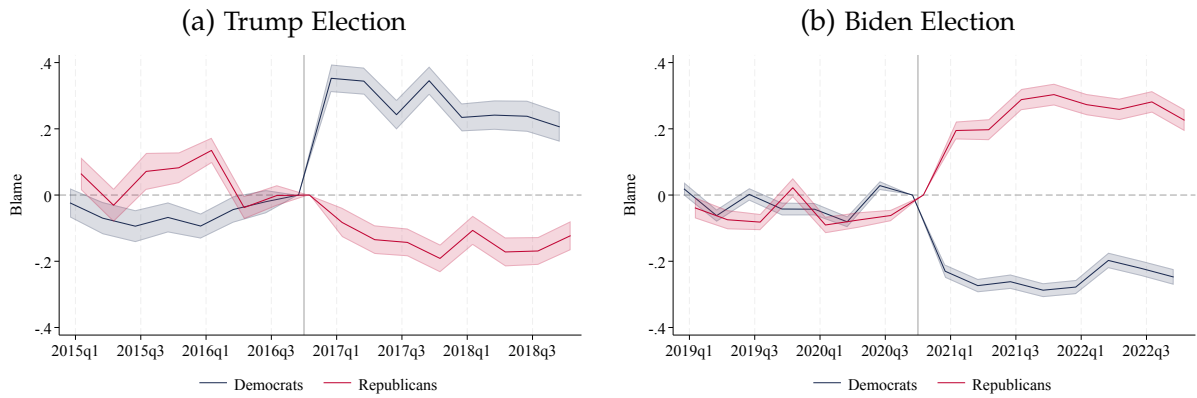 (a) Trump Election
.4
.2
0
-.2
-.4
Blame
2015q1 2015q3 2016q1 2016q3 2017q1 2017q3 2018q1 2018q3
Democrats Republicans
(b) Biden Election
.4
.2
0
-.2
-.4
Blame
2019q1 2019q3 2020q1 2020q3 2021q1 2021q3 2022q1 2022q3
Democrats Republicans